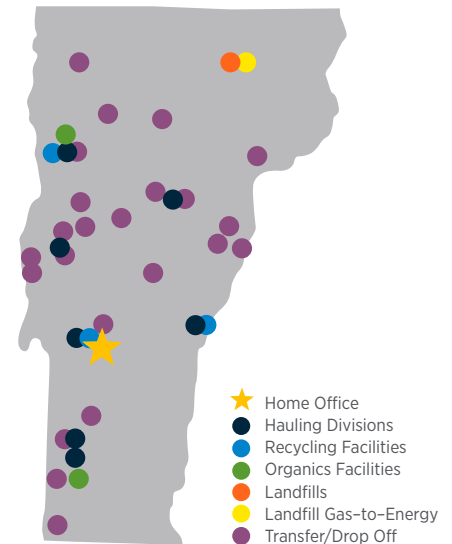 Home Office
Hauling Divisions
Recycling Facilities
Organics Facilities
Landfills
Landfill Gas–to–Energy
Transfer/Drop Off